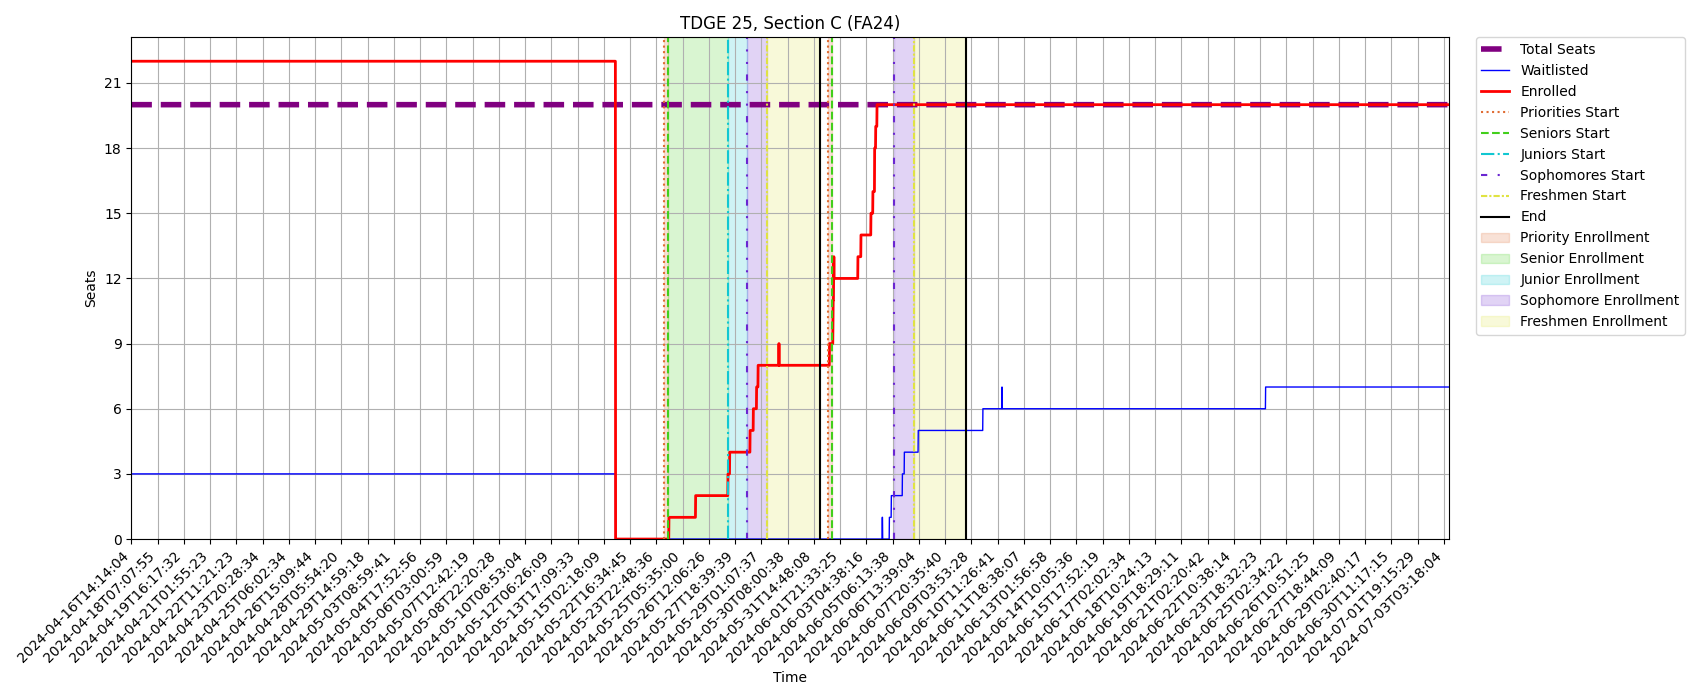 TDGE 25, Section C (FA24)
Total Seats
Waitlisted
Enrolled
Priorities Start
Seniors Start
Juniors Start
Sophomores Start
Freshmen Start
End
Priority Enrollment
Senior Enrollment
Junior Enrollment
Sophomore Enrollment
Freshmen Enrollment
Seats
21
18
15
12
9
6
3
0
2024-04-16T14:14:04
2024-04-18T07:07:55
2024-04-19T16:17:32
2024-04-21T01:55:23
2024-04-22T11:21:23
2024-04-23T20:28:34
2024-04-25T06:02:34
2024-04-26T15:09:44
2024-04-28T05:54:20
2024-04-29T14:59:18
2024-05-03T08:59:41
2024-05-04T17:52:56
2024-05-06T03:00:59
2024-05-07T12:42:19
2024-05-08T22:20:28
2024-05-10T08:53:04
2024-05-12T06:26:09
2024-05-13T17:09:33
2024-05-15T02:18:09
2024-05-22T16:34:45
2024-05-23T22:48:36
2024-05-25T05:35:00
2024-05-26T12:06:20
2024-05-27T18:39:39
2024-05-29T01:07:37
2024-05-30T08:00:38
2024-05-31T14:48:08
2024-06-01T21:33:25
2024-06-03T04:38:16
2024-06-05T06:13:38
2024-06-06T13:39:04
2024-06-07T20:35:40
2024-06-09T03:53:28
2024-06-10T11:26:41
2024-06-11T18:38:07
2024-06-13T01:56:58
2024-06-14T10:05:36
2024-06-15T17:52:19
2024-06-17T02:02:34
2024-06-18T10:24:13
2024-06-19T18:29:11
2024-06-21T02:20:42
2024-06-22T10:38:14
2024-06-23T18:32:23
2024-06-25T02:34:22
2024-06-26T10:51:25
2024-06-27T18:44:09
2024-06-29T02:40:17
2024-06-30T11:17:15
2024-07-01T19:15:29
2024-07-03T03:18:04
Time